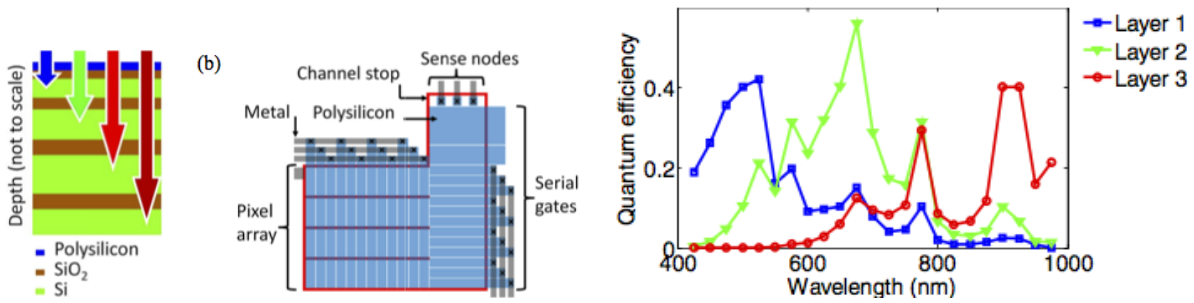 Depth (not to scale)
Polysilicon
SiO2
Si
(b)
Sense nodes
Channel stop
Polysilicon
Metal
Pixel
array
Serial
gates
Quantum efficiency
0.4
0.2
0
400
600
800
1000
Wavelength (nm)
Layer 1
Layer 2
Layer 3